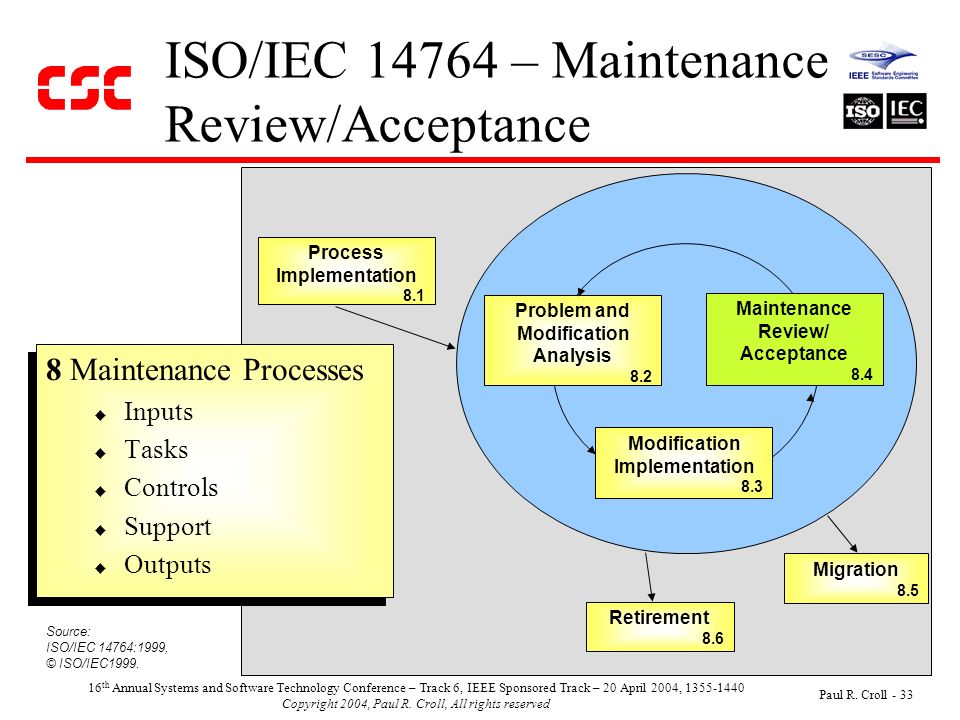 CSC
ISO/IEC 14764 – Maintenance
Review/Acceptance
SESC
IEEE Software Engineering
Standards Committee
ISO IEC
Process
Implementation
8.1
Problem and
Modification
Analysis
8.2
Maintenance
Review/
Acceptance
8.4
Modification
Implementation
8.3
Migration
8.5
Retirement
8.6
8 Maintenance Processes
◆ Inputs
◆ Tasks
◆ Controls
◆ Support
◆ Outputs
Source:
ISO/IEC 14764:1999,
© ISO/IEC1999.
16th Annual Systems and Software Technology Conference – Track 6, IEEE Sponsored Track – 20 April 2004, 1355-1440
Copyright 2004, Paul R. Croll, All rights reserved
Paul R. Croll - 33